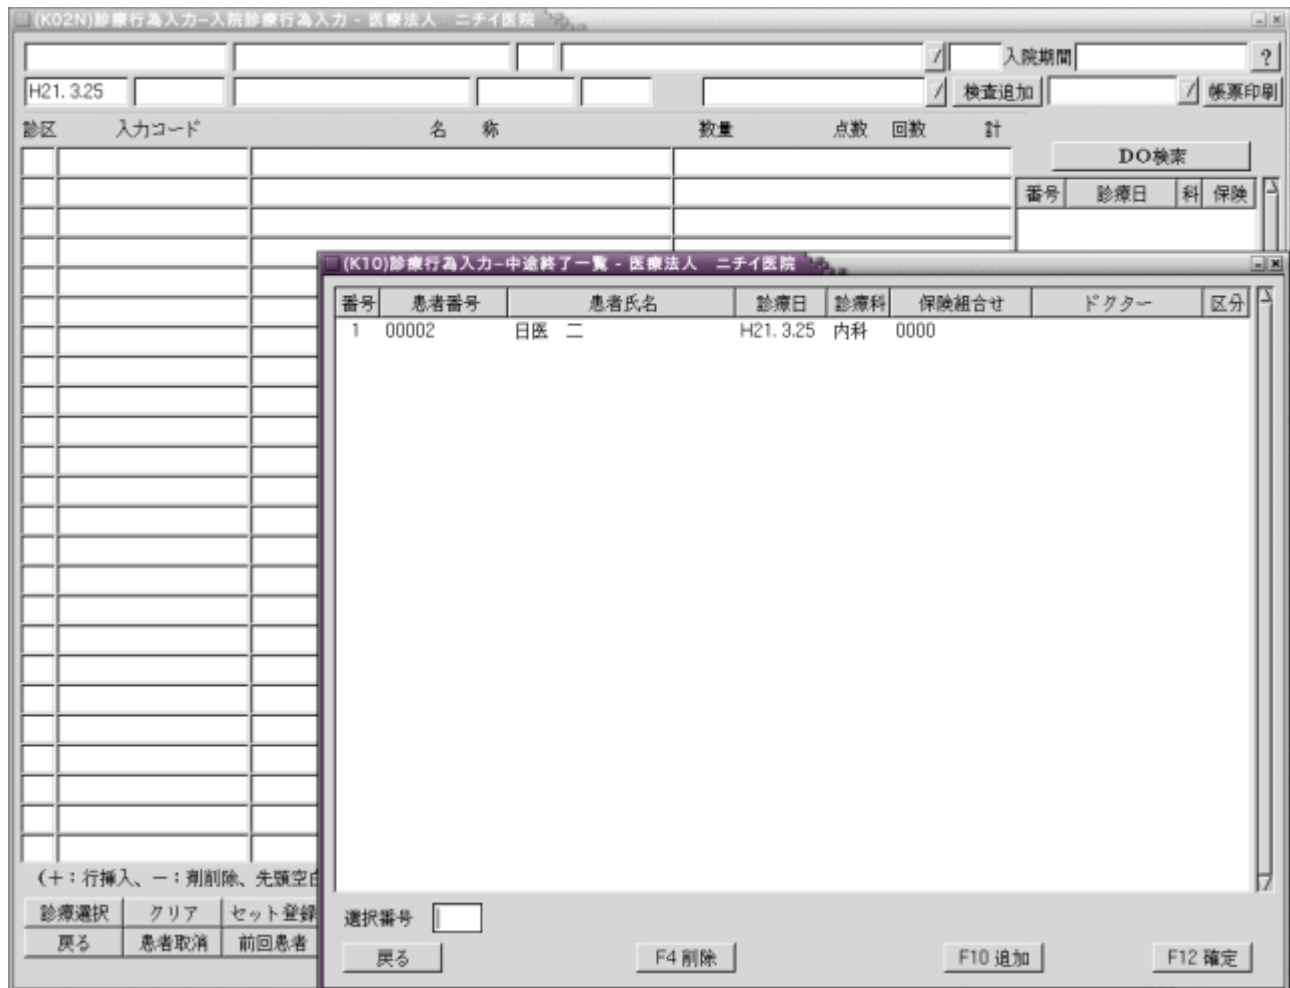 (K02N)診療行為入力−入院診療行為入力 - 医療法人　ニチイ医院
入院期間 ?
H21. 3.25 検査追加 帳票印刷
診区 入力コード 名　称 数量 点数 回数 計
DO検索
番号 診療日 科 保険
(K10)診療行為入力−中途終了一覧 - 医療法人　ニチイ医院
番号 患者番号 患者氏名 診療日 診療科 保険組合せ ドクター 区分
1 00002 日医　二 H21. 3.25 内科 0000
(＋：行挿入、−：剤削除、先頭空白
診療選択 クリア セット登録
選択番号
戻る 患者取消 前回患者
戻る F4 削除 F10 追加 F12 確定